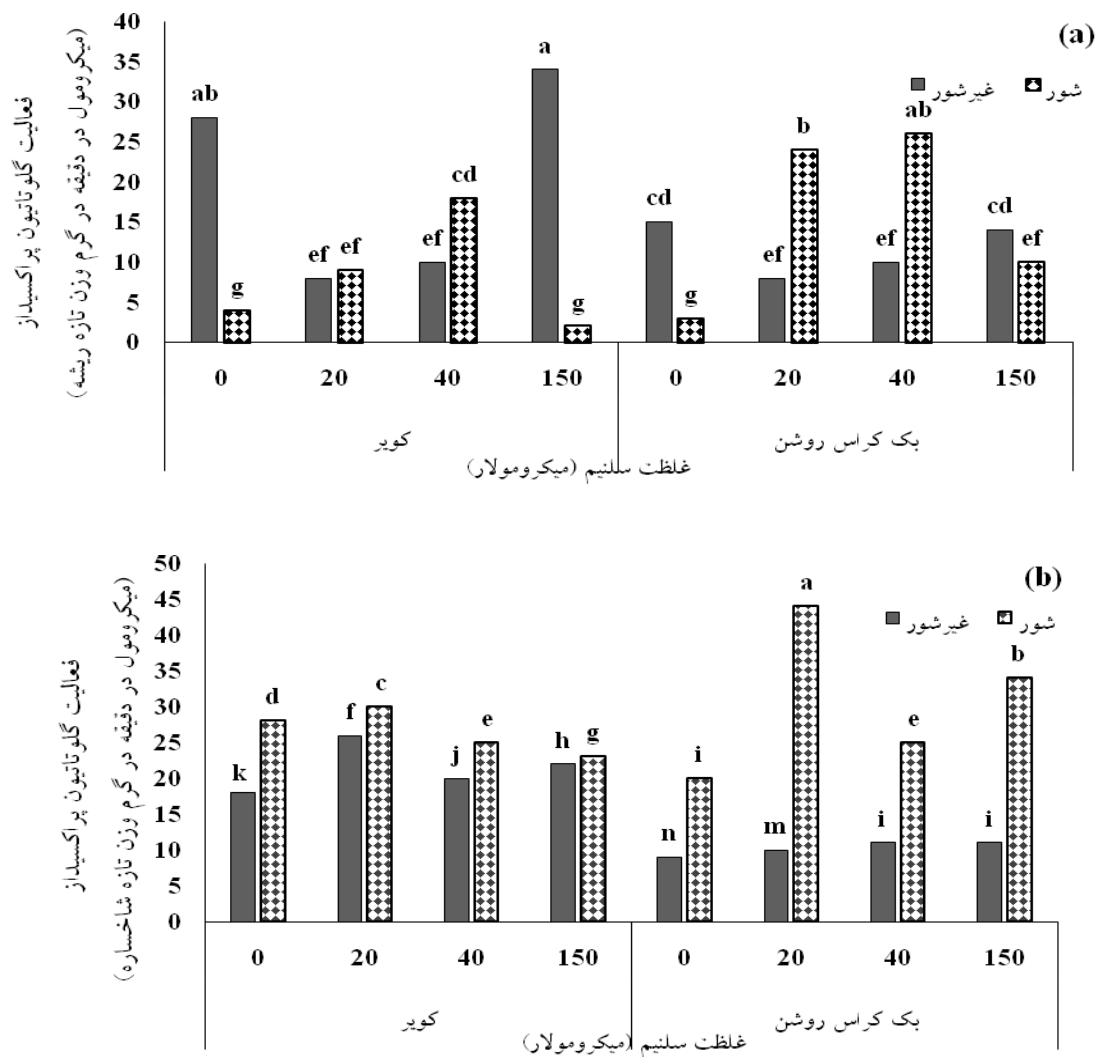 (a)
غیرشور
شور
فعالیت گلوتاتیون پراکسیداز
(میکرومول در دقیقه در گرم وزن تازه ریشه)
40
35
30
25
20
15
10
5
0
ab g ef ef ef cd a g cd g ef b ef ab cd ef
0 20 40 150 0 20 40 150
کویر
بک کراس روشن
غلظت سلنیم (میکرومولار)
(b)
غیرشور
شور
فعالیت گلوتاتیون پراکسیداز
(میکرومول در دقیقه در گرم وزن تازه شاخساره)
50
45
40
35
30
25
20
15
10
5
0
k d f c j e h g n i m a i e i b
0 20 40 150 0 20 40 150
کویر
بک کراس روشن
غلظت سلنیم (میکرومولار)